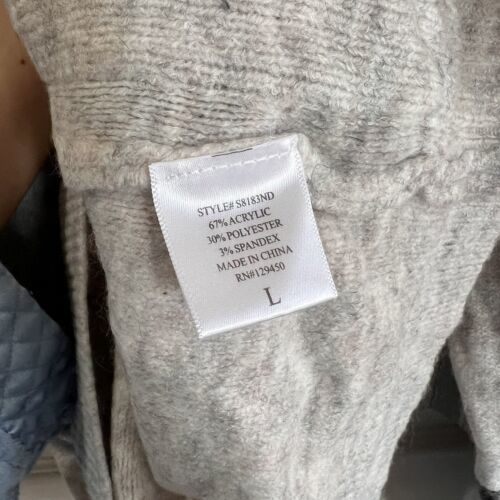 STYLE# S8183ND
67% ACRYLIC
30% POLYESTER
3% SPANDEX
MADE IN CHINA
RN#129450
L